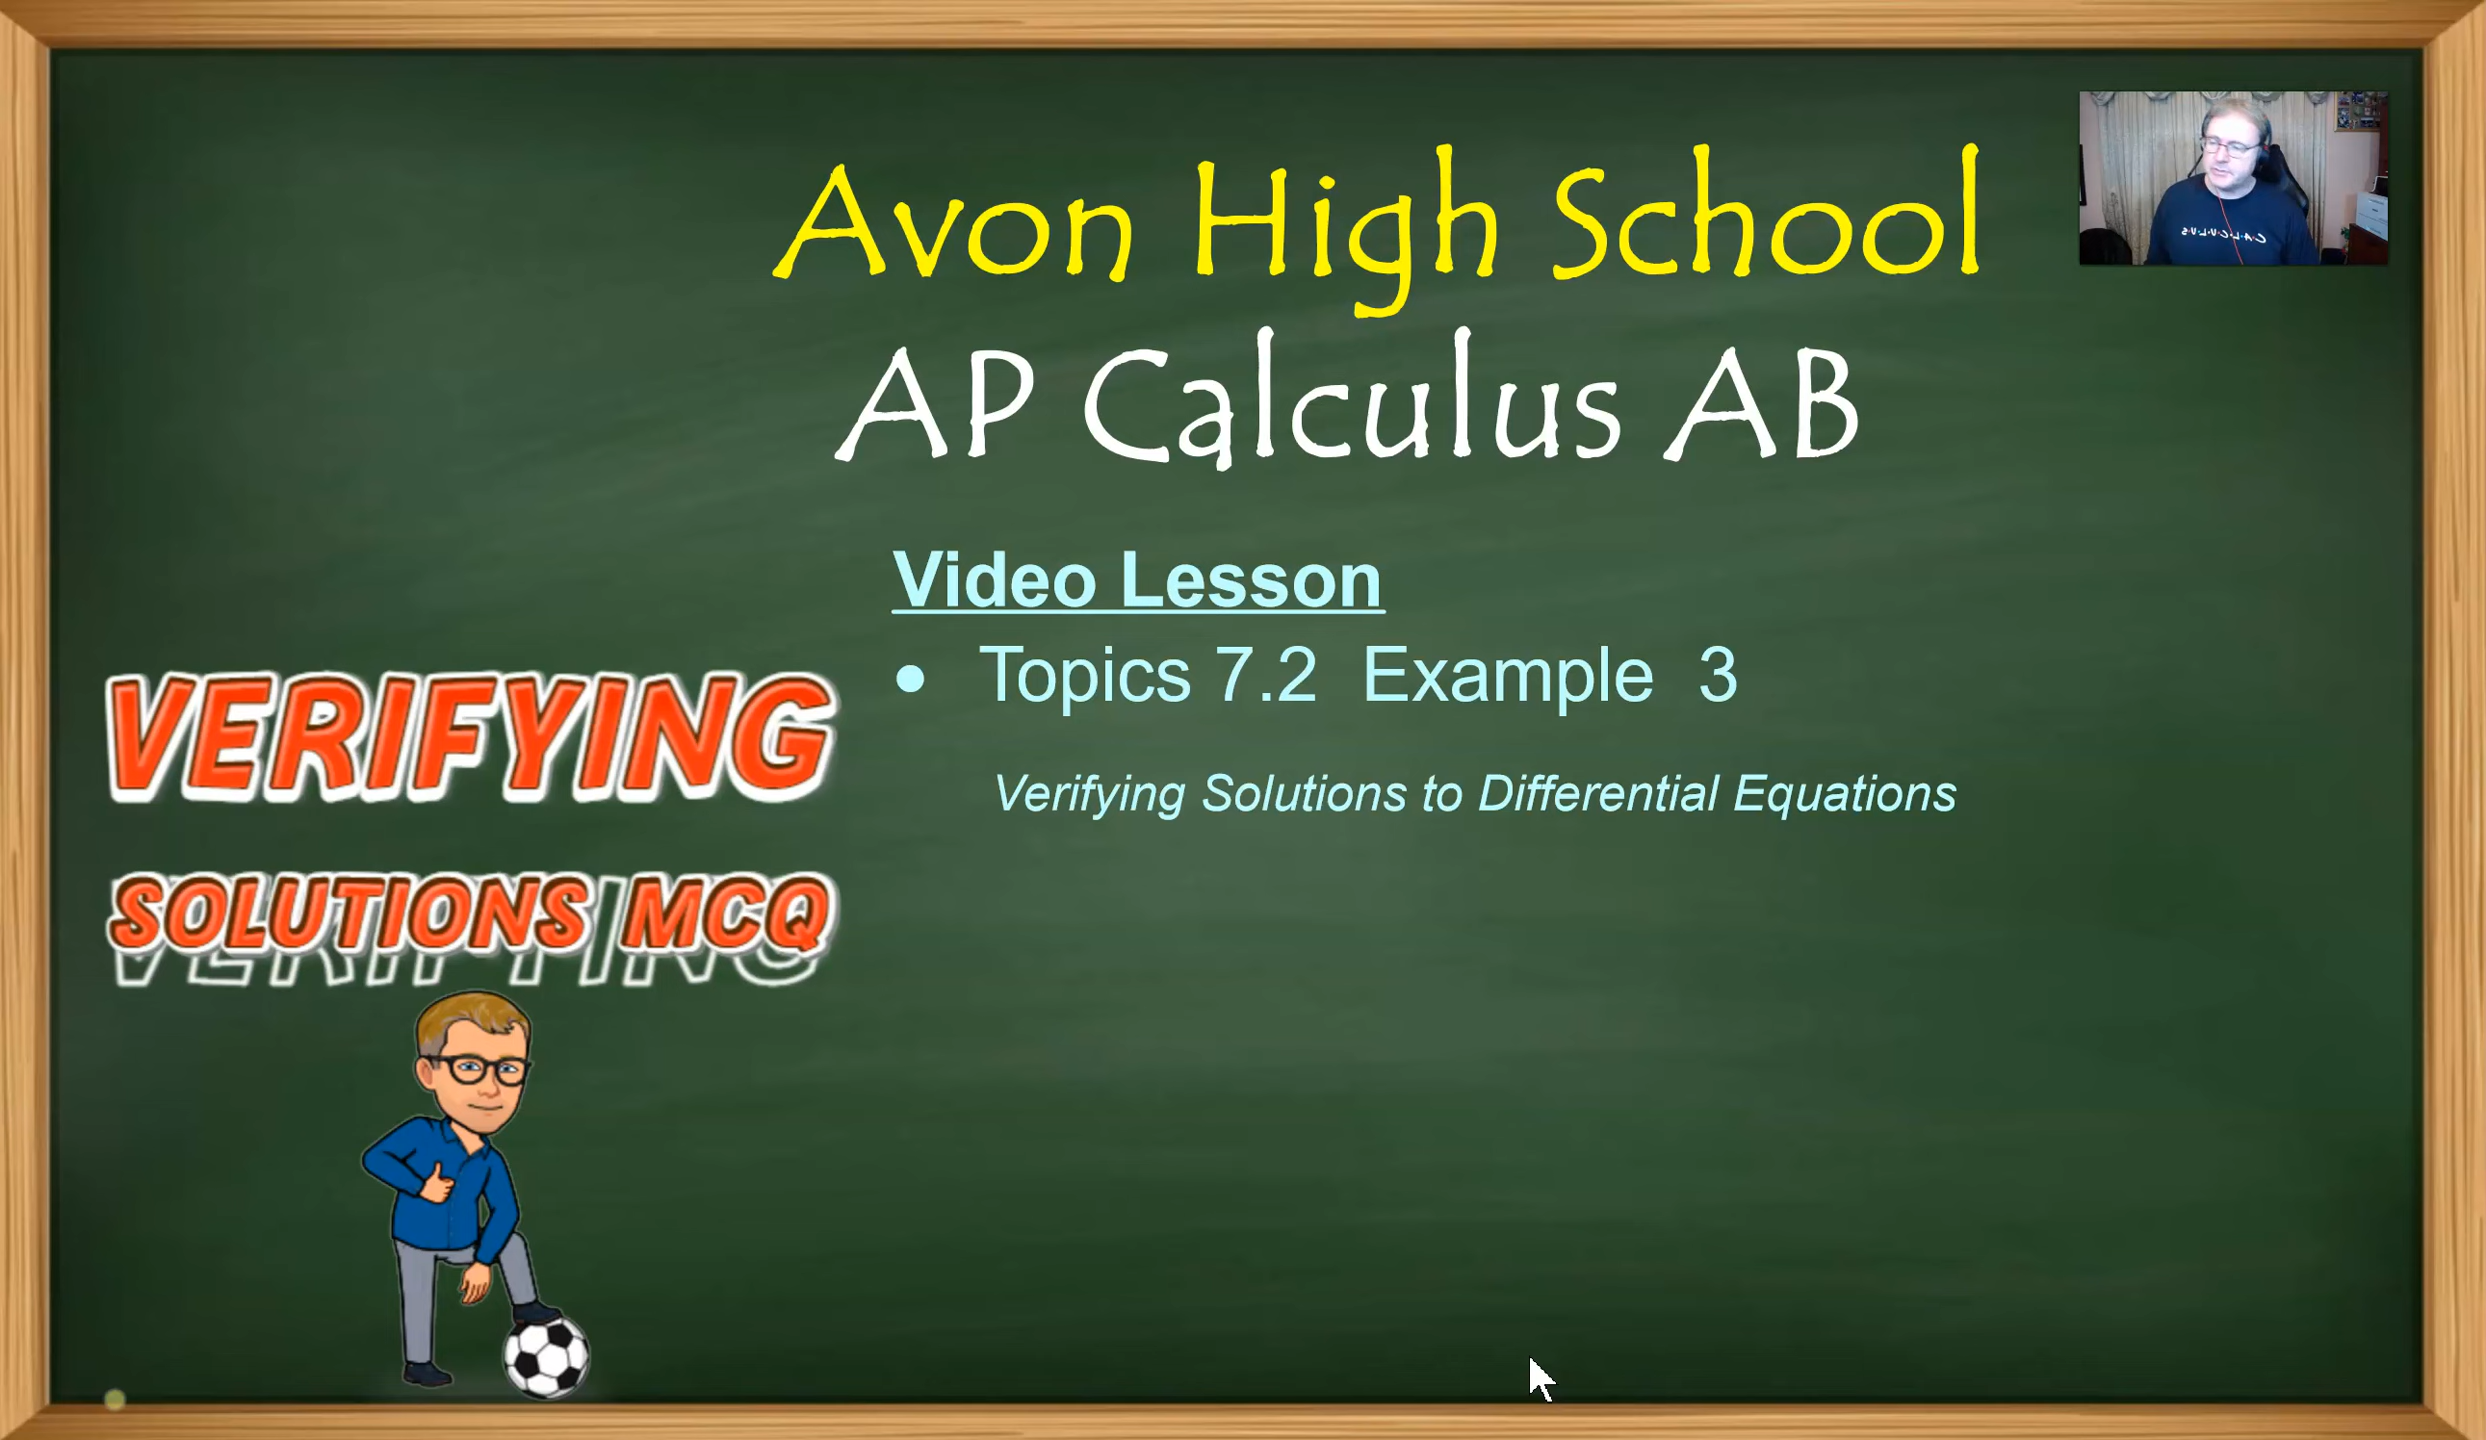 Avon High School
AP Calculus AB
Video Lesson
• Topics 7.2 Example 3
Verifying Solutions to Differential Equations
VERIFYING
SOLUTIONS MCQ
VERIFYING
C·A·L·C·U·L·U·S